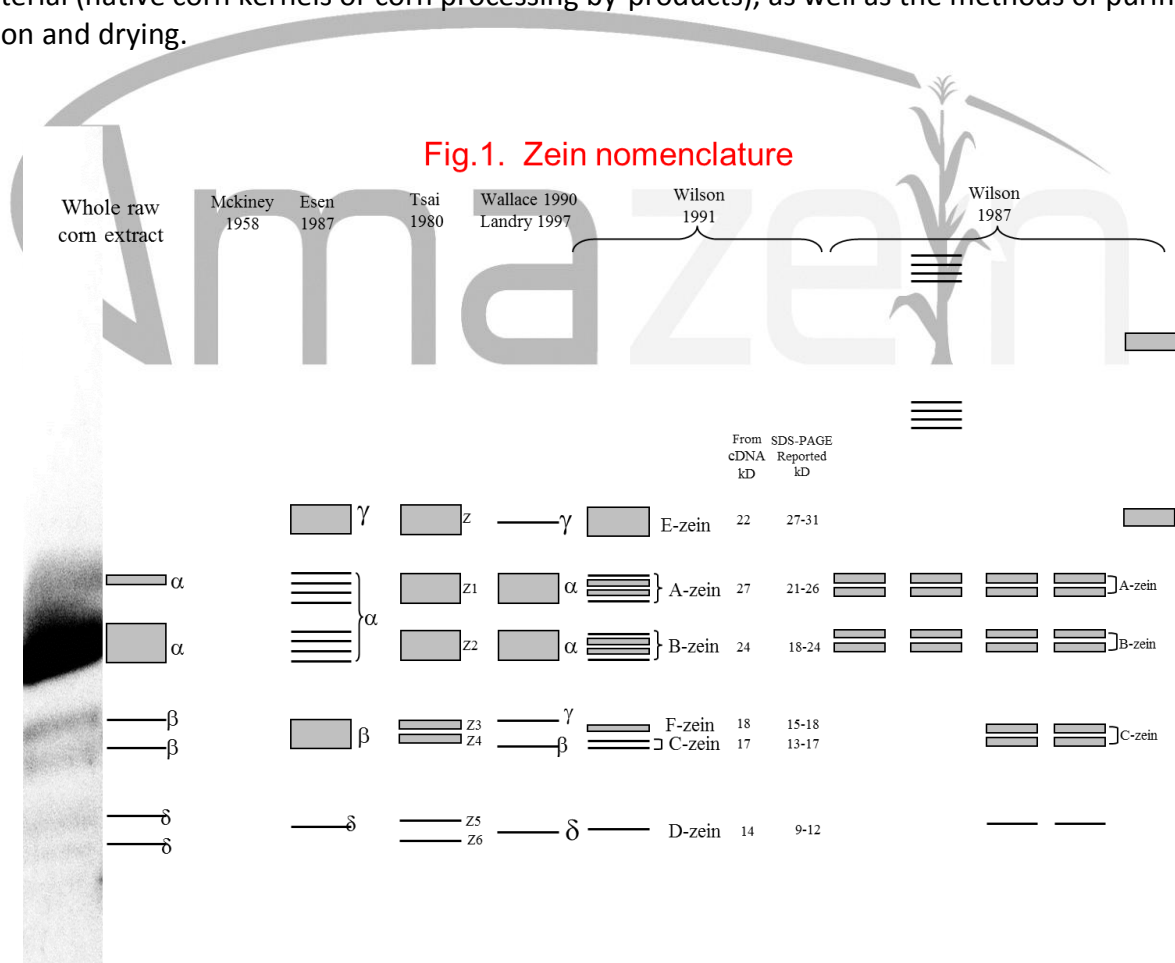 terial (native corn kernels or corn processing by-products), as well as the methods of purif
on and drying.
Fig.1. Zein nomenclature
Whole raw
corn extract
Mckiney
1958
Esen
1987
Tsai
1980
Wallace 1990
Landry 1997
Wilson
1991
Wilson
1987
Amazein
From
cDNA
kD
SDS-PAGE
Reported
kD
γ
Z
γ
E-zein 22 27-31
α
α
Z1
α
A-zein 27 21-26
A-zein
α
Z2
α
B-zein 24 18-24
B-zein
β
β
β
Z3
Z4
γ
β
F-zein 18 15-18
C-zein 17 13-17
C-zein
δ
δ
δ
Z5
Z6
δ
D-zein 14 9-12